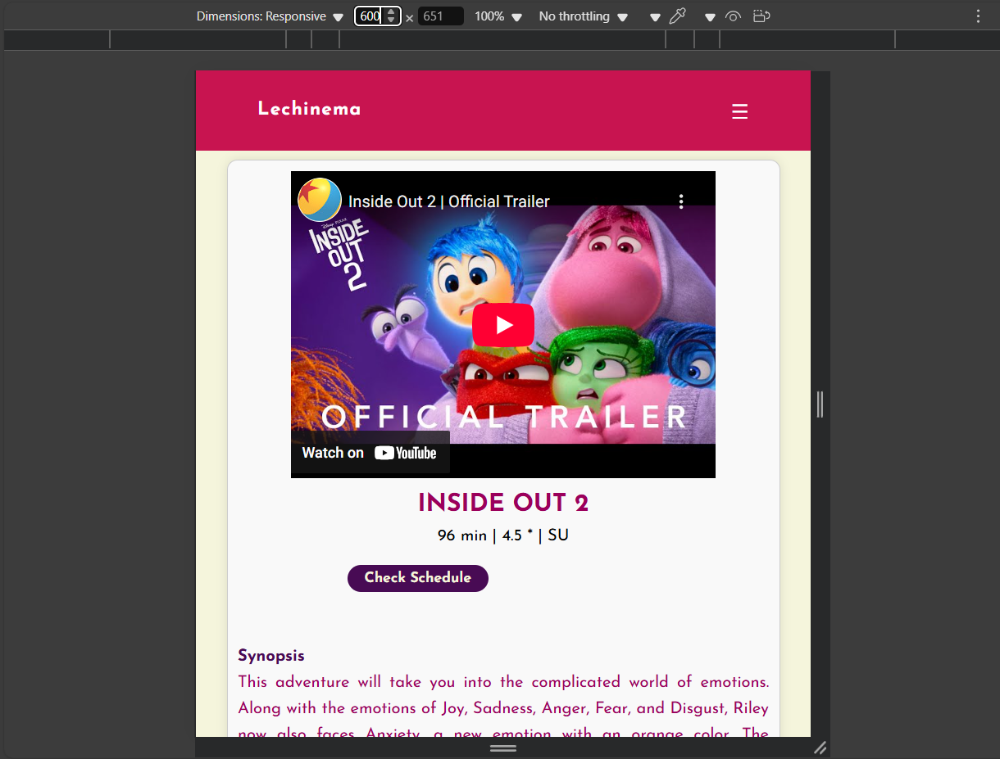 Dimensions: Responsive 600 × 651 100% No throttling
Lechinema
Inside Out 2 | Official Trailer
DISNEY · PIXAR
INSIDE
OUT
2
OFFICIAL TRAILER
Watch on YouTube
INSIDE OUT 2
96 min | 4.5 * | SU
Check Schedule
Synopsis
This adventure will take you into the complicated world of emotions.
Along with the emotions of Joy, Sadness, Anger, Fear, and Disgust, Riley
now also faces Anxiety, a new emotion with an orange color. The